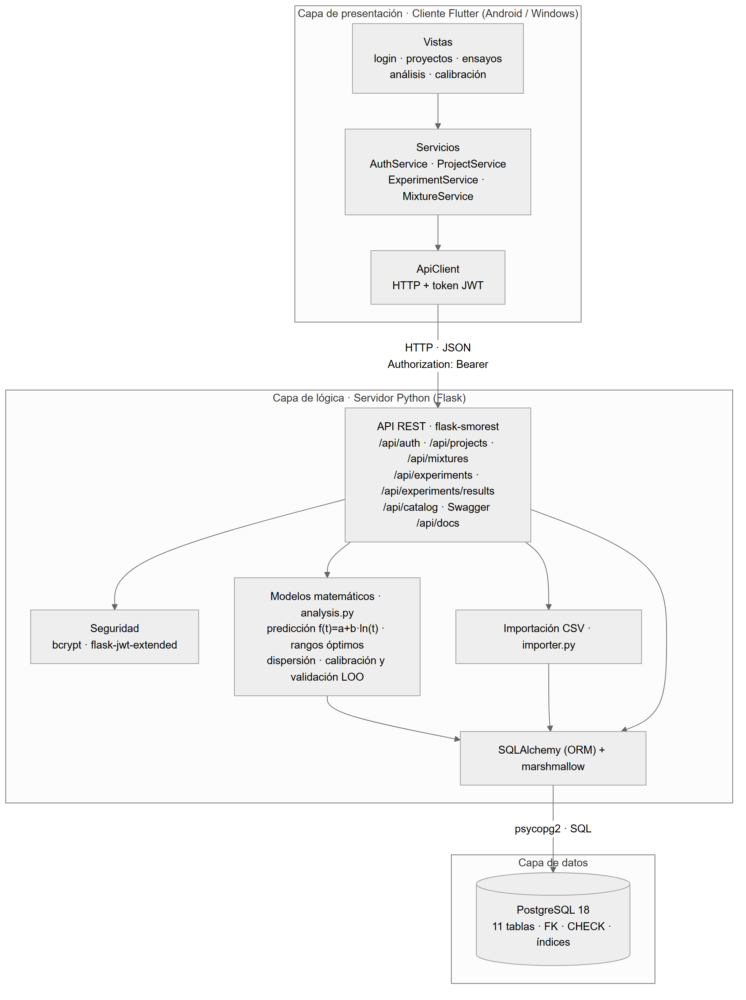 Capa de presentación · Cliente Flutter (Android / Windows)
Vistas
login · proyectos · ensayos
análisis · calibración
Servicios
AuthService · ProjectService
ExperimentService ·
MixtureService
ApiClient
HTTP + token JWT
HTTP · JSON
Authorization: Bearer
Capa de lógica · Servidor Python (Flask)
API REST · flask-smorest
/api/auth · /api/projects ·
/api/mixtures
/api/experiments ·
/api/experiments/results
/api/catalog · Swagger
/api/docs
Seguridad
bcrypt · flask-jwt-extended
Modelos matemáticos ·
analysis.py
predicción f(t)=a+b·ln(t) ·
rangos óptimos
dispersión · calibración y
validación LOO
Importación CSV ·
importer.py
SQLAlchemy (ORM) +
marshmallow
psycopg2 · SQL
Capa de datos
PostgreSQL 18
11 tablas · FK · CHECK ·
índices